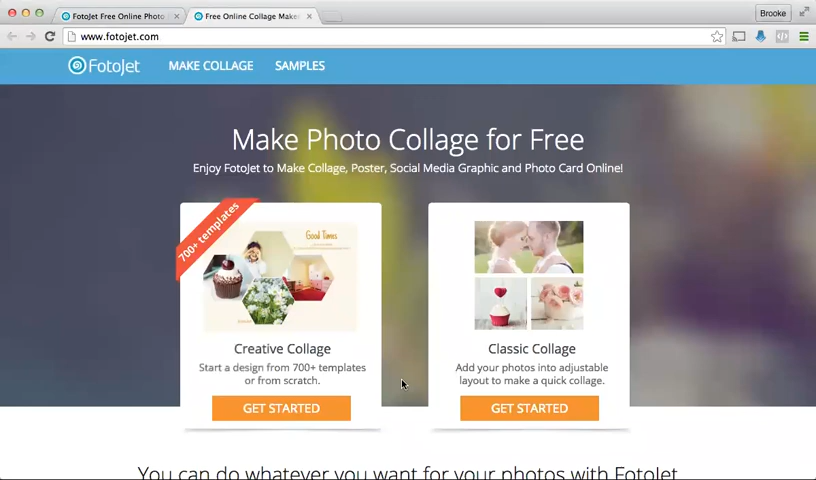 FotoJet Free Online Photo
Free Online Collage Make
Brooke
www.fotojet.com
FotoJet
MAKE COLLAGE
SAMPLES
Make Photo Collage for Free
Enjoy FotoJet to Make Collage, Poster, Social Media Graphic and Photo Card Online!
700+ templates
Good Times
Creative Collage
Start a design from 700+ templates
or from scratch.
GET STARTED
Classic Collage
Add your photos into adjustable
layout to make a quick collage.
GET STARTED
You can do whatever you want for your photos with FotoJet